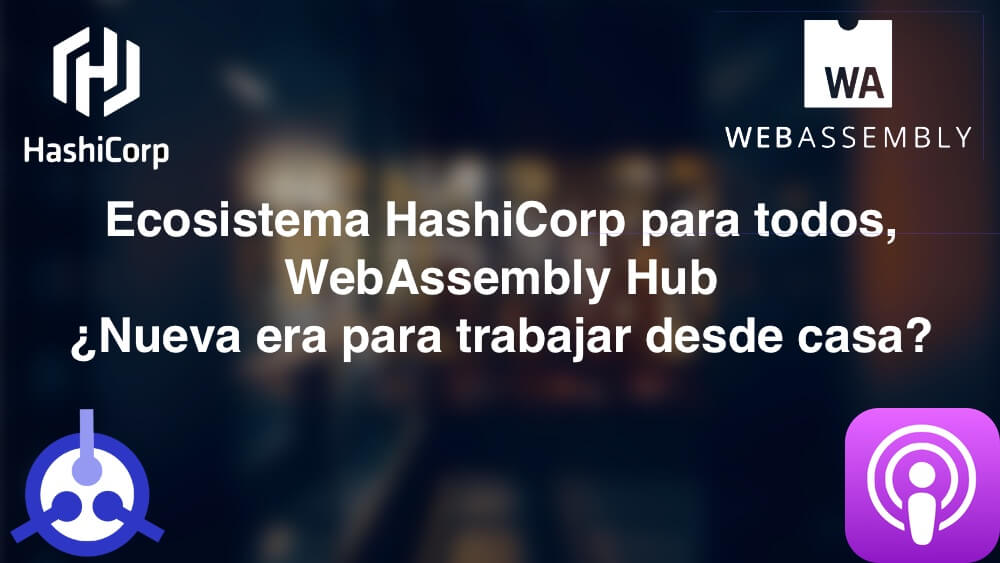 HashiCorp
WA
WEBASSEMBLY
Ecosistema HashiCorp para todos,
WebAssembly Hub
¿Nueva era para trabajar desde casa?